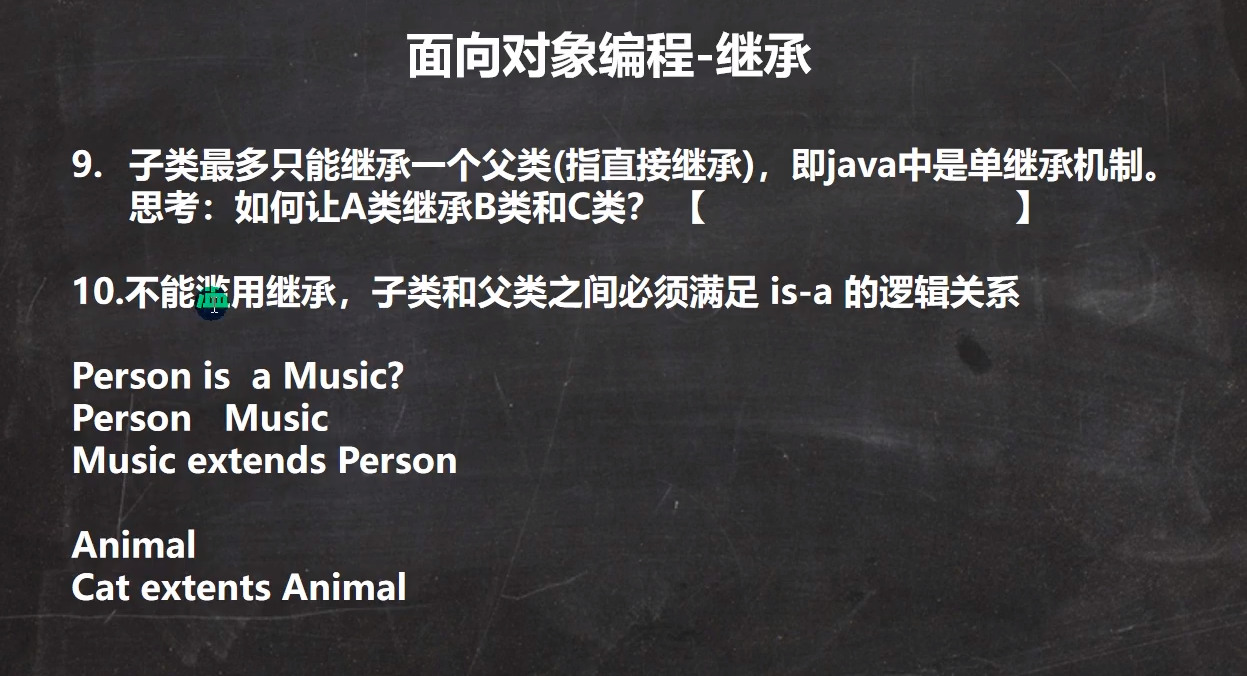 面向对象编程-继承
9. 子类最多只能继承一个父类(指直接继承)，即java中是单继承机制。
思考：如何让A类继承B类和C类？ 【 】
10.不能滥用继承，子类和父类之间必须满足 is-a 的逻辑关系
Person is a Music?
Person Music
Music extends Person
Animal
Cat extents Animal